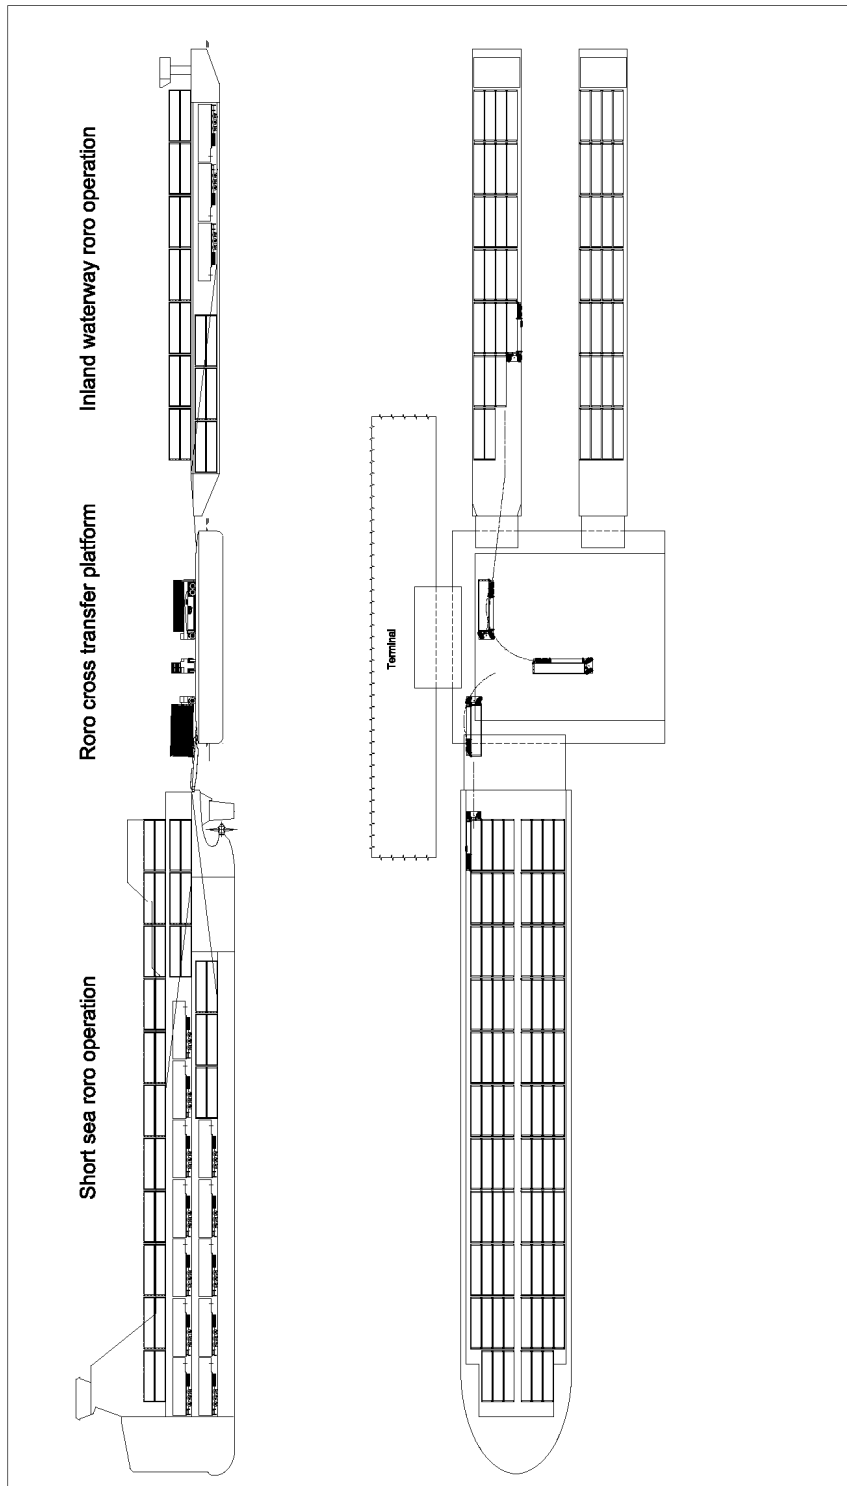 Short sea roro operation
Roro cross transfer platform
Inland waterway roro operation
Terminal